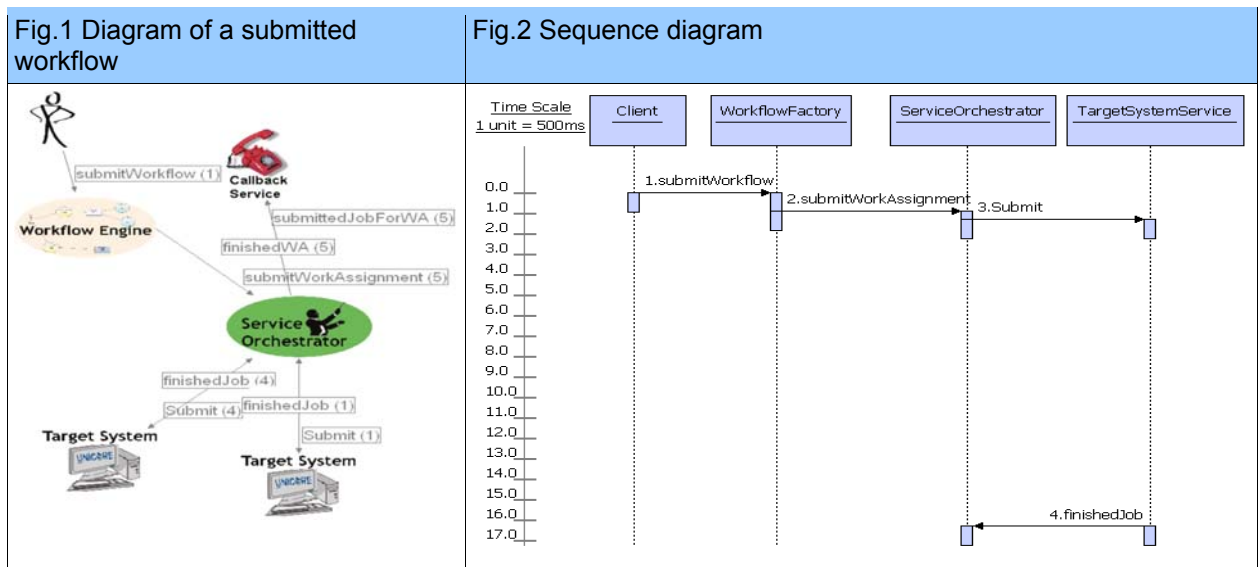 Fig.1 Diagram of a submitted
workflow
Fig.2 Sequence diagram
submitWorkflow (1)
Callback
Service
submittedJobForWA (5)
Workflow Engine
finishedWA (5)
submitWorkAssignment (5)
Service
Orchestrator
finishedJob (4)
Submit (4)
finishedJob (1)
Submit (1)
Target System
UNICORE
Target System
UNICORE
Time Scale
1 unit = 500ms
Client
WorkflowFactory
ServiceOrchestrator
TargetSystemService
1.submitWorkflow
2.submitWorkAssignment
3.Submit
0.0
1.0
2.0
3.0
4.0
5.0
6.0
7.0
8.0
9.0
10.0
11.0
12.0
13.0
14.0
15.0
16.0
17.0
4.finishedJob